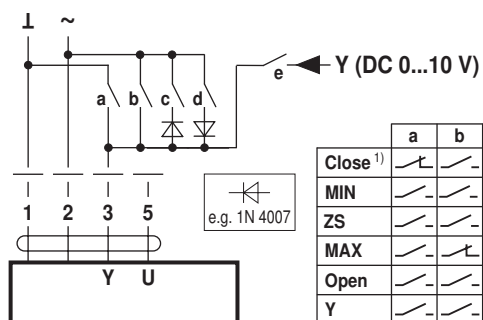 ⊥ ~
a b c d e Y (DC 0...10 V)
1 2 3 5
Y U
e.g. 1N 4007
a b
Close 1)
MIN
ZS
MAX
Open
Y